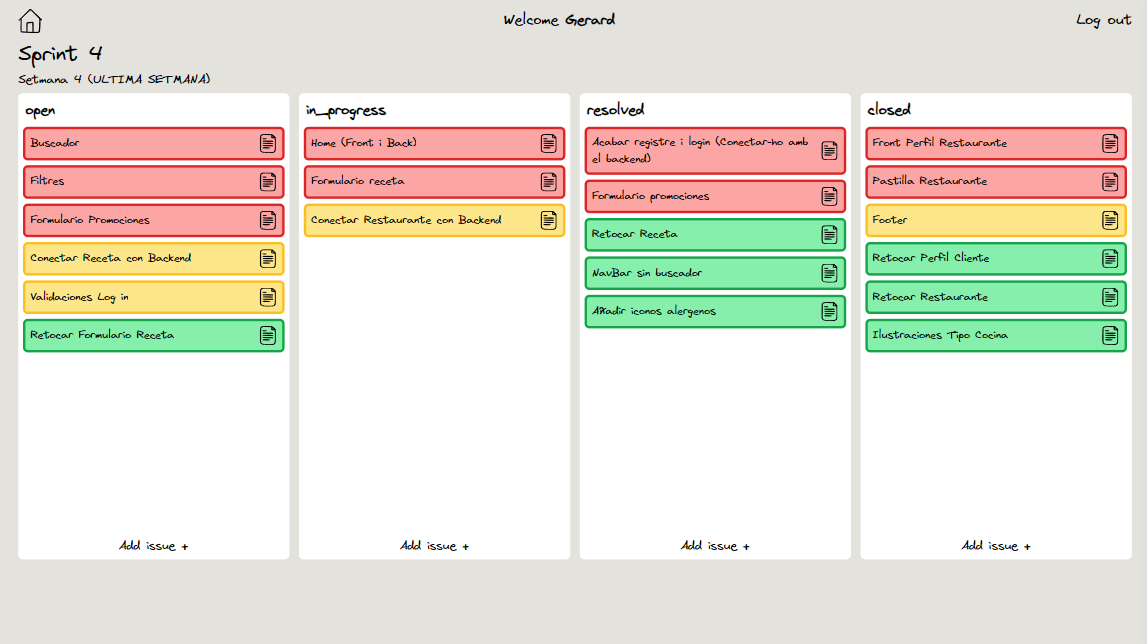 Welcome Gerard
Log out
Sprint 4
Setmana 4 (ULTIMA SETMANA)
open
Buscador
Filtres
Formulario Promociones
Conectar Receta con Backend
Validaciones Log in
Retocar Formulario Receta
Add issue +
in_progress
Home (Front i Back)
Formulario receta
Conectar Restaurante con Backend
Add issue +
resolved
Acabar registre i login (Conectar-ho amb
el backend)
Formulario promociones
Retocar Receta
NavBar sin buscador
Añadir iconos alergenos
Add issue +
closed
Front Perfil Restaurante
Pastilla Restaurante
Footer
Retocar Perfil Cliente
Retocar Restaurante
Ilustraciones Tipo Cocina
Add issue +